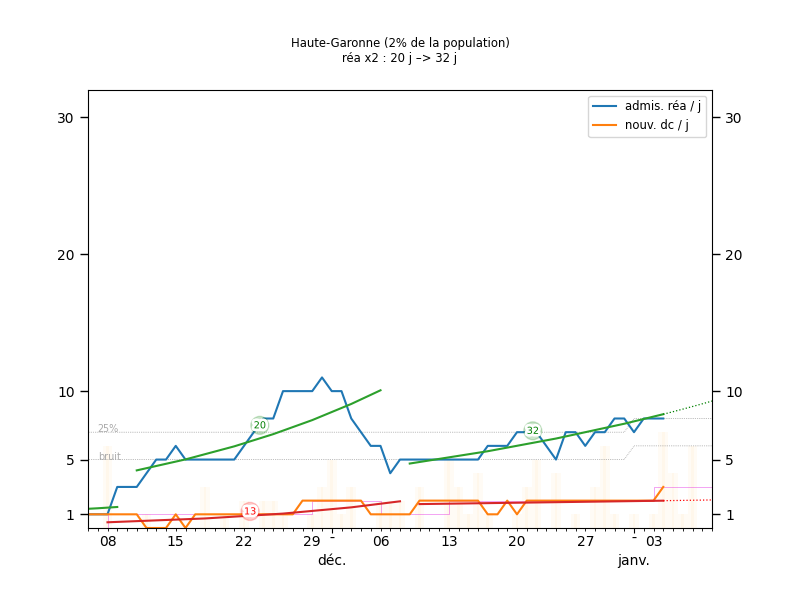 Haute-Garonne (2% de la population)
réa x2 : 20 j –> 32 j
admis. réa / j
nouv. dc / j
30
30
20
20
10
10
25%
20
32
bruit
5
5
13
1
1
08 15 22 29 - 06 13 20 27 - 03
déc. janv.